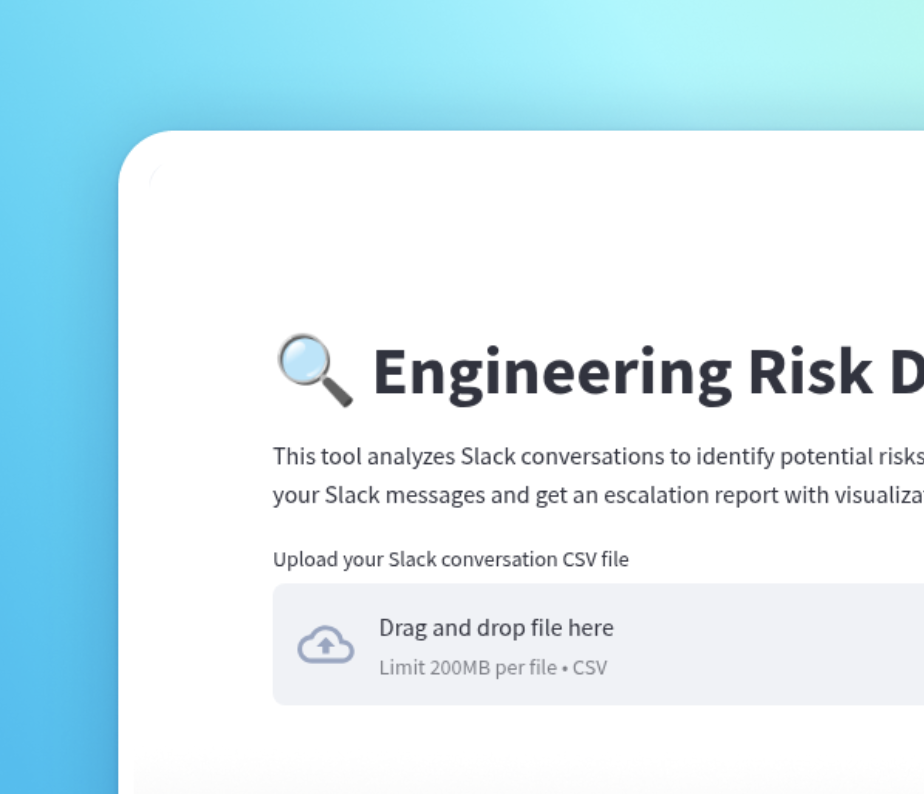 Engineering Risk D
This tool analyzes Slack conversations to identify potential risks
your Slack messages and get an escalation report with visualiza
Upload your Slack conversation CSV file
Drag and drop file here
Limit 200MB per file • CSV